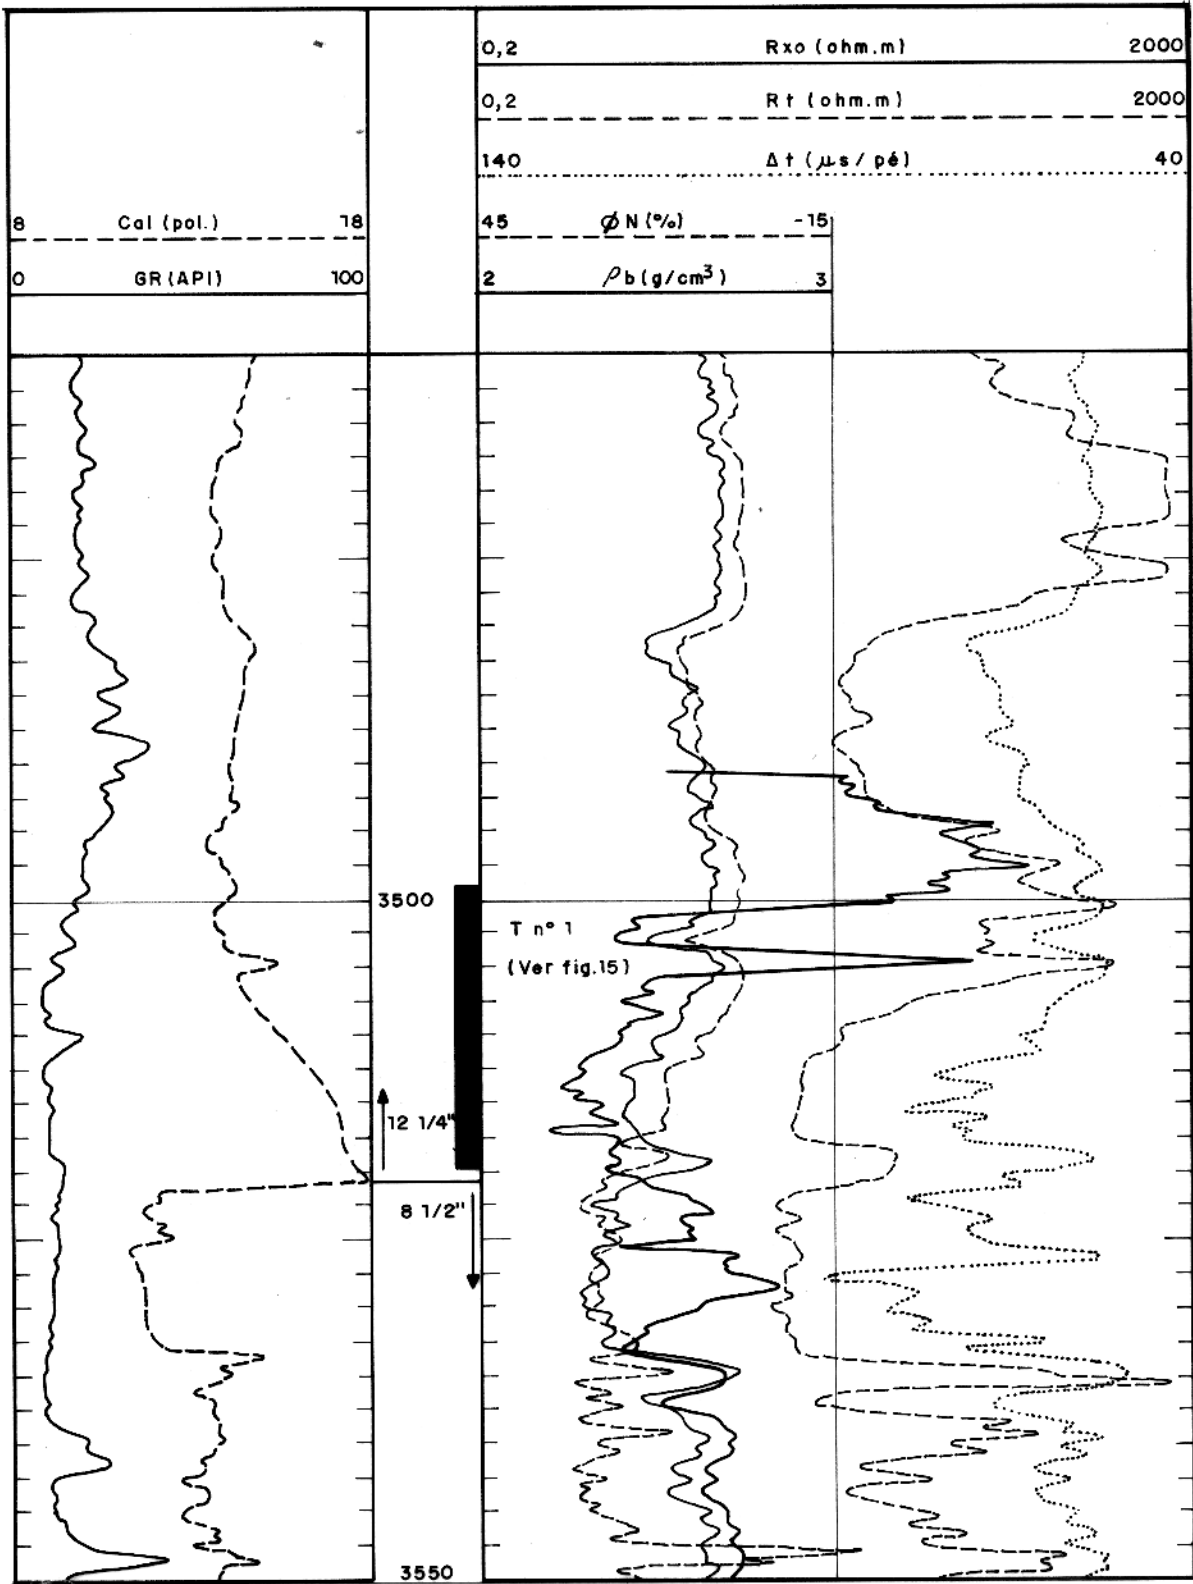 0,2 Rxo (ohm.m) 2000
0,2 Rt (ohm.m) 2000
140 Δt (μs/pé) 40
8 Cal (pol.) 18
45 ϕN (%) -15
0 GR (API) 100
2 ρb (g/cm³) 3
3500
T nº 1
(Ver fig.15)
12 1/4"
8 1/2"
3550